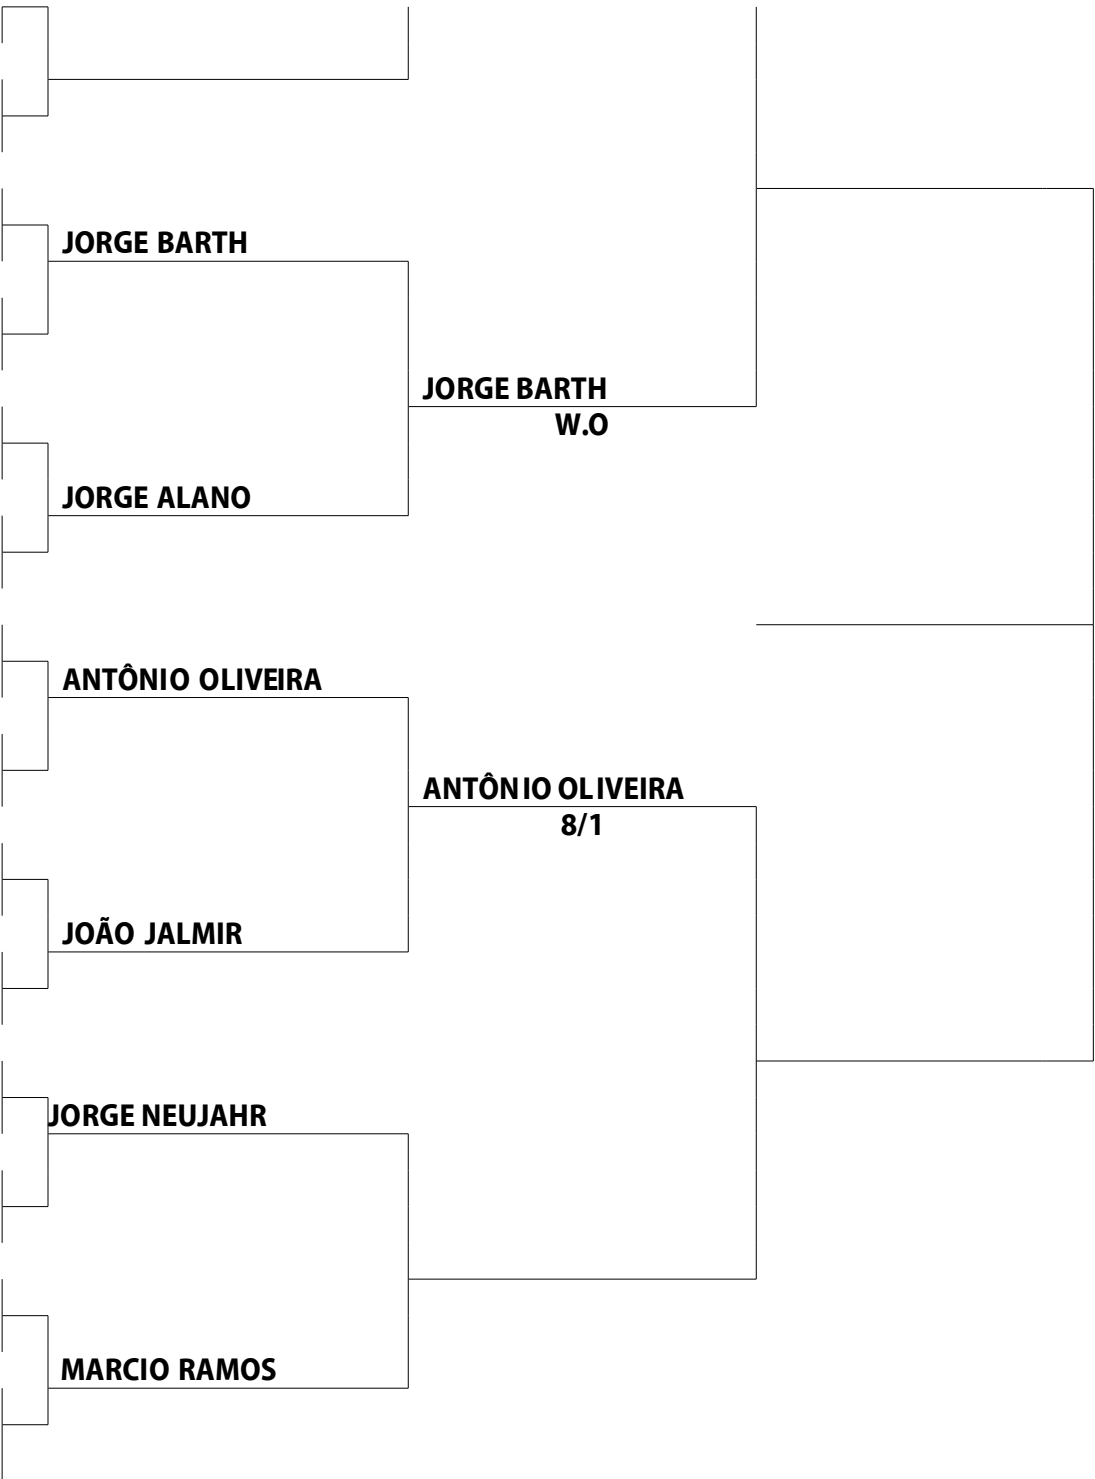 JORGE BARTH
JORGE BARTH
W.O
JORGE ALANO
ANTÔNIO OLIVEIRA
ANTÔNIO OLIVEIRA
8/1
JOÃO JALMIR
JORGE NEUJAHR
MARCIO RAMOS